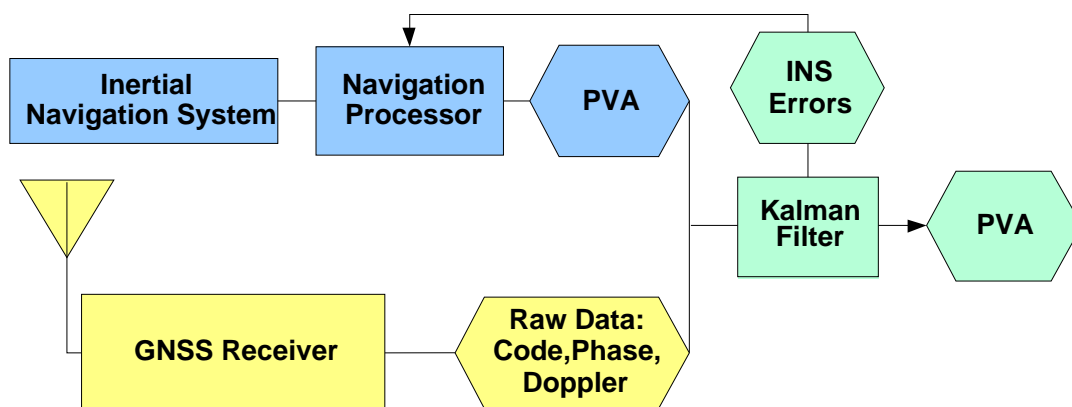 Inertial
Navigation System
Navigation
Processor
PVA
INS
Errors
Kalman
Filter
PVA
GNSS Receiver
Raw Data:
Code,Phase,
Doppler